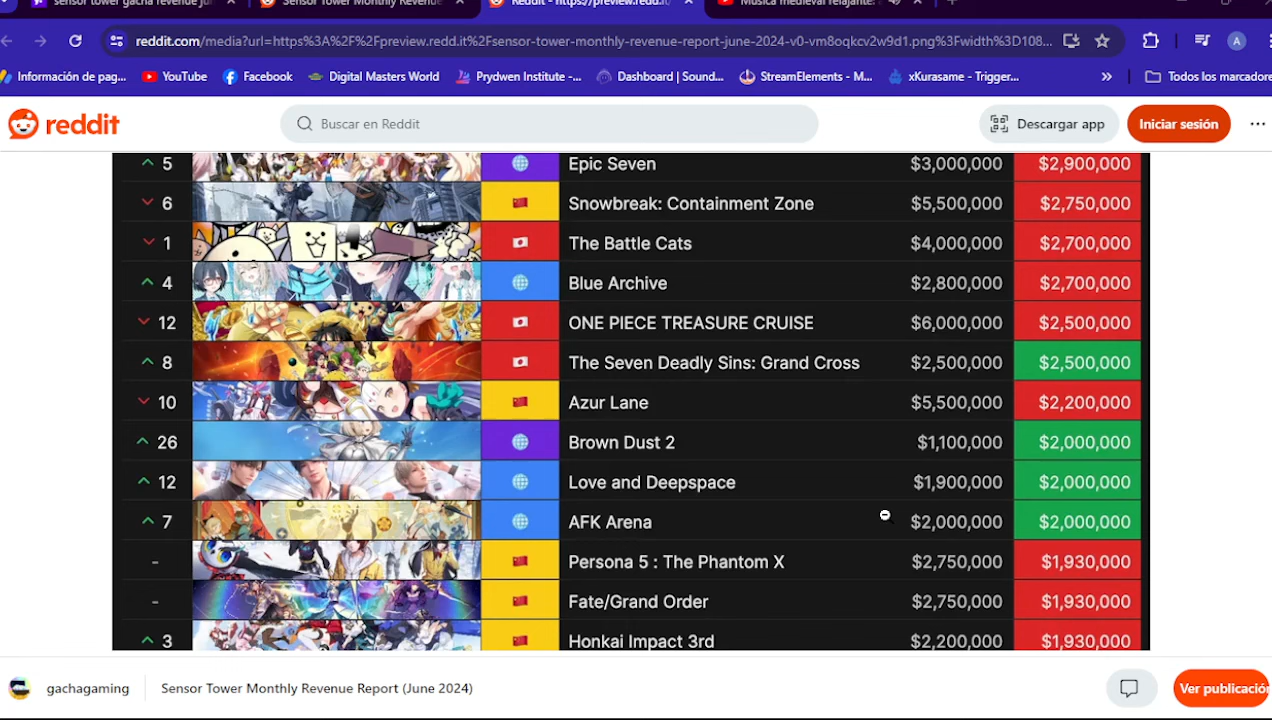 sensor tower gacha revenue ju
Sensor Tower Monthly Revenue
Reddit - https://preview.redd.it/
Música medieval relajante:
reddit.com/media?url=https%3A%2F%2Fpreview.redd.it%2Fsensor-tower-monthly-revenue-report-june-2024-v0-vm8oqkcv2w9d1.png%3Fwidth%3D108...
A
Información de pag...
YouTube
Facebook
Digital Masters World
Prydwen Institute -...
Dashboard | Sound...
StreamElements - M...
xKurasame - Trigger...
»
Todos los marcadore
reddit
Buscar en Reddit
Descargar app
Iniciar sesión
5 Epic Seven $3,000,000 $2,900,000
6 Snowbreak: Containment Zone $5,500,000 $2,750,000
1 The Battle Cats $4,000,000 $2,700,000
4 Blue Archive $2,800,000 $2,700,000
12 ONE PIECE TREASURE CRUISE $6,000,000 $2,500,000
8 The Seven Deadly Sins: Grand Cross $2,500,000 $2,500,000
10 Azur Lane $5,500,000 $2,200,000
26 Brown Dust 2 $1,100,000 $2,000,000
12 Love and Deepspace $1,900,000 $2,000,000
7 AFK Arena $2,000,000 $2,000,000
- Persona 5 : The Phantom X $2,750,000 $1,930,000
- Fate/Grand Order $2,750,000 $1,930,000
3 Honkai Impact 3rd $2,200,000 $1,930,000
gachagaming
Sensor Tower Monthly Revenue Report (June 2024)
Ver publicación